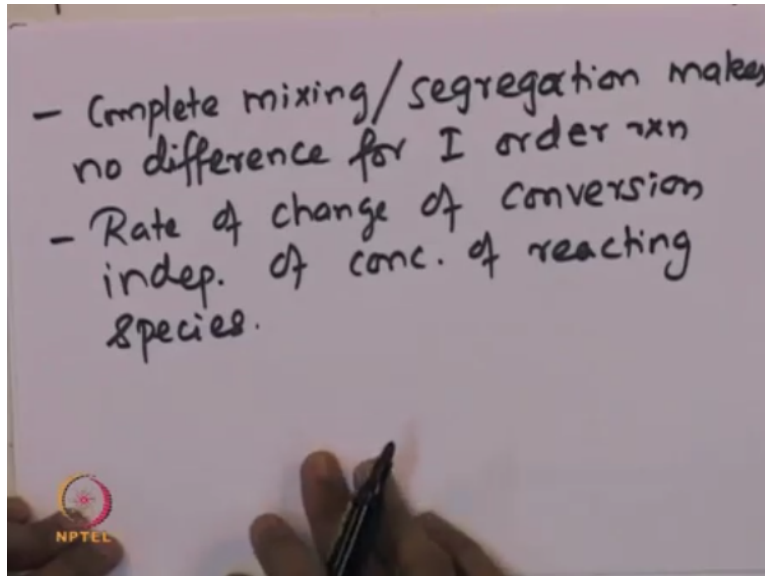 - Complete mixing/segregation makes
no difference for I order rxn
- Rate of change of conversion
indep. of conc. of reacting
species.
NPTEL